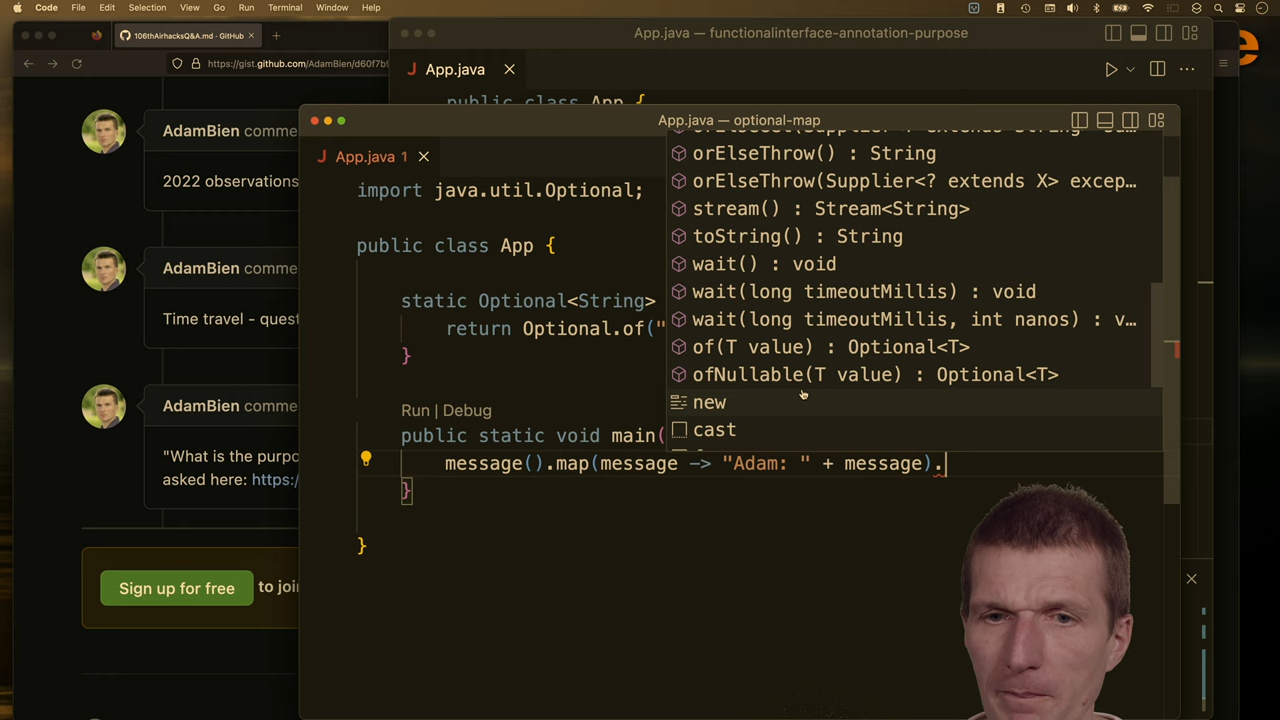 Code File Edit Selection View Go Run Terminal Window Help
106thAirhacksQ&A.md · GitHub
App.java — functionalinterface-annotation-purpose
https://gist.github.com/AdamBien/d60f7b9
App.java
public class App {
App.java — optional-map
AdamBien comme
2022 observations
AdamBien comme
Time travel - quest
AdamBien comme
"What is the purpo
asked here: https:/
Sign up for free to join
App.java 1
import java.util.Optional;
public class App {
static Optional<String>
return Optional.of("
}
Run | Debug
public static void main(
message().map(message -> "Adam: " + message).
}
}
orElseThrow() : String
orElseThrow(Supplier<? extends X> excep…
stream() : Stream<String>
toString() : String
wait() : void
wait(long timeoutMillis) : void
wait(long timeoutMillis, int nanos) : v…
of(T value) : Optional<T>
ofNullable(T value) : Optional<T>
new
cast